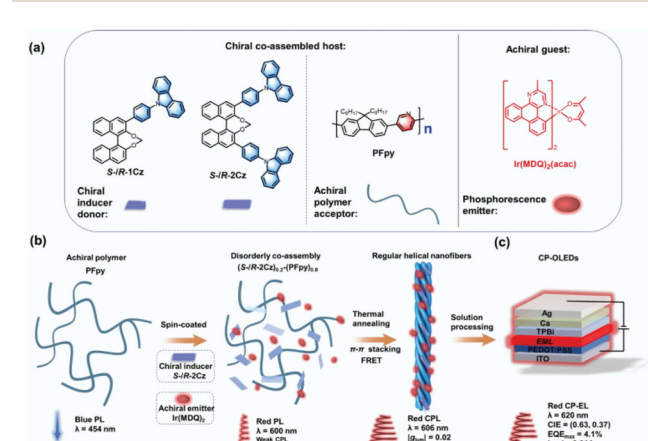 (a)
Chiral co-assembled host:
Achiral guest:
C8H17 C8H17
N
N
N
N
n
O
O
O
O
N
N
Ir
O
O
2
S-/R-1Cz
S-/R-2Cz
PFpy
Ir(MDQ)2(acac)
Chiral
inducer
donor:
Achiral
polymer
acceptor:
Phosphorescence
emitter:
(b)
(c)
Achiral polymer
PFpy
Disorderly co-assembly
(S-/R-2Cz)0.2-(PFpy)0.8
Regular helical nanofibers
CP-OLEDs
Spin-coated
Chiral inducer
S-/R-2Cz
Achiral emitter
Ir(MDQ)2
Thermal
annealing
π-π stacking
FRET
Solution
processing
Ag
Ca
TPBi
EML
PEDOT:PSS
ITO
Blue PL
λ = 454 nm
Red PL
λ = 600 nm
Weak CPL
Red CPL
λ = 606 nm
|gem| = 0.02
Red CP-EL
λ = 620 nm
CIE = (0.63, 0.37)
EQEmax = 4.1%